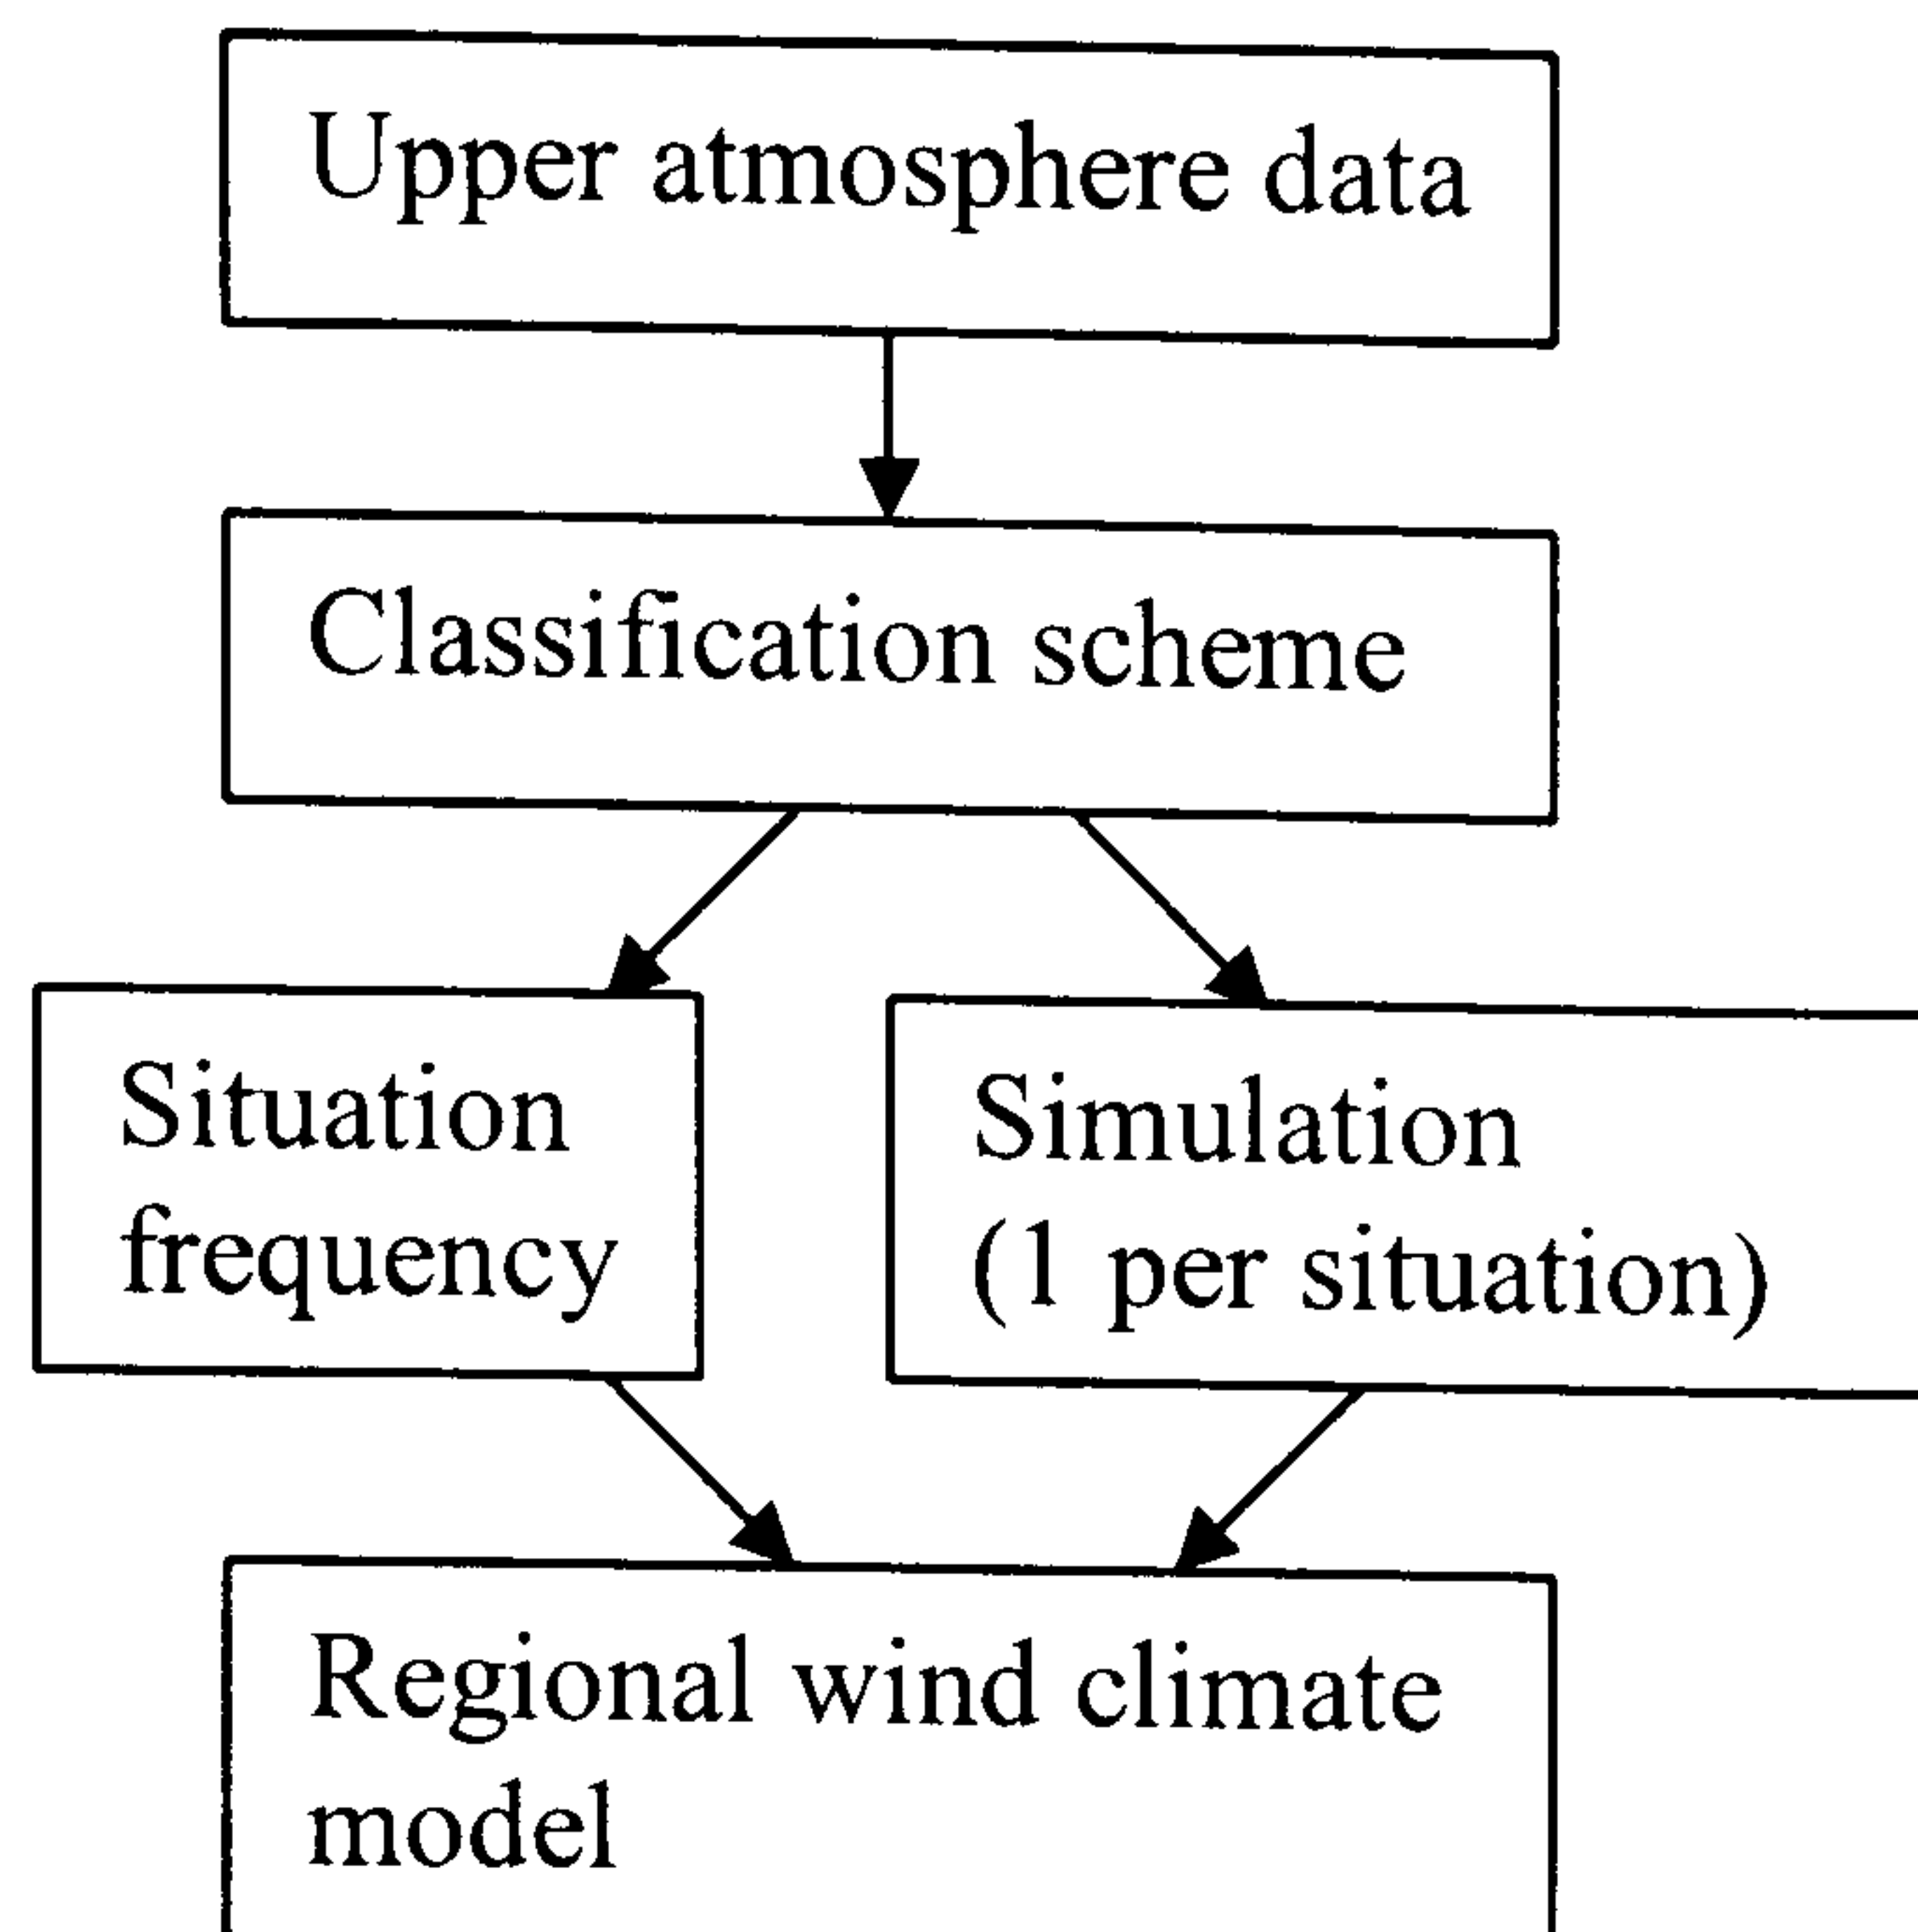 Upper atmosphere data
Classification scheme
Situation
frequency
Simulation
(1 per situation)
Regional wind climate
model